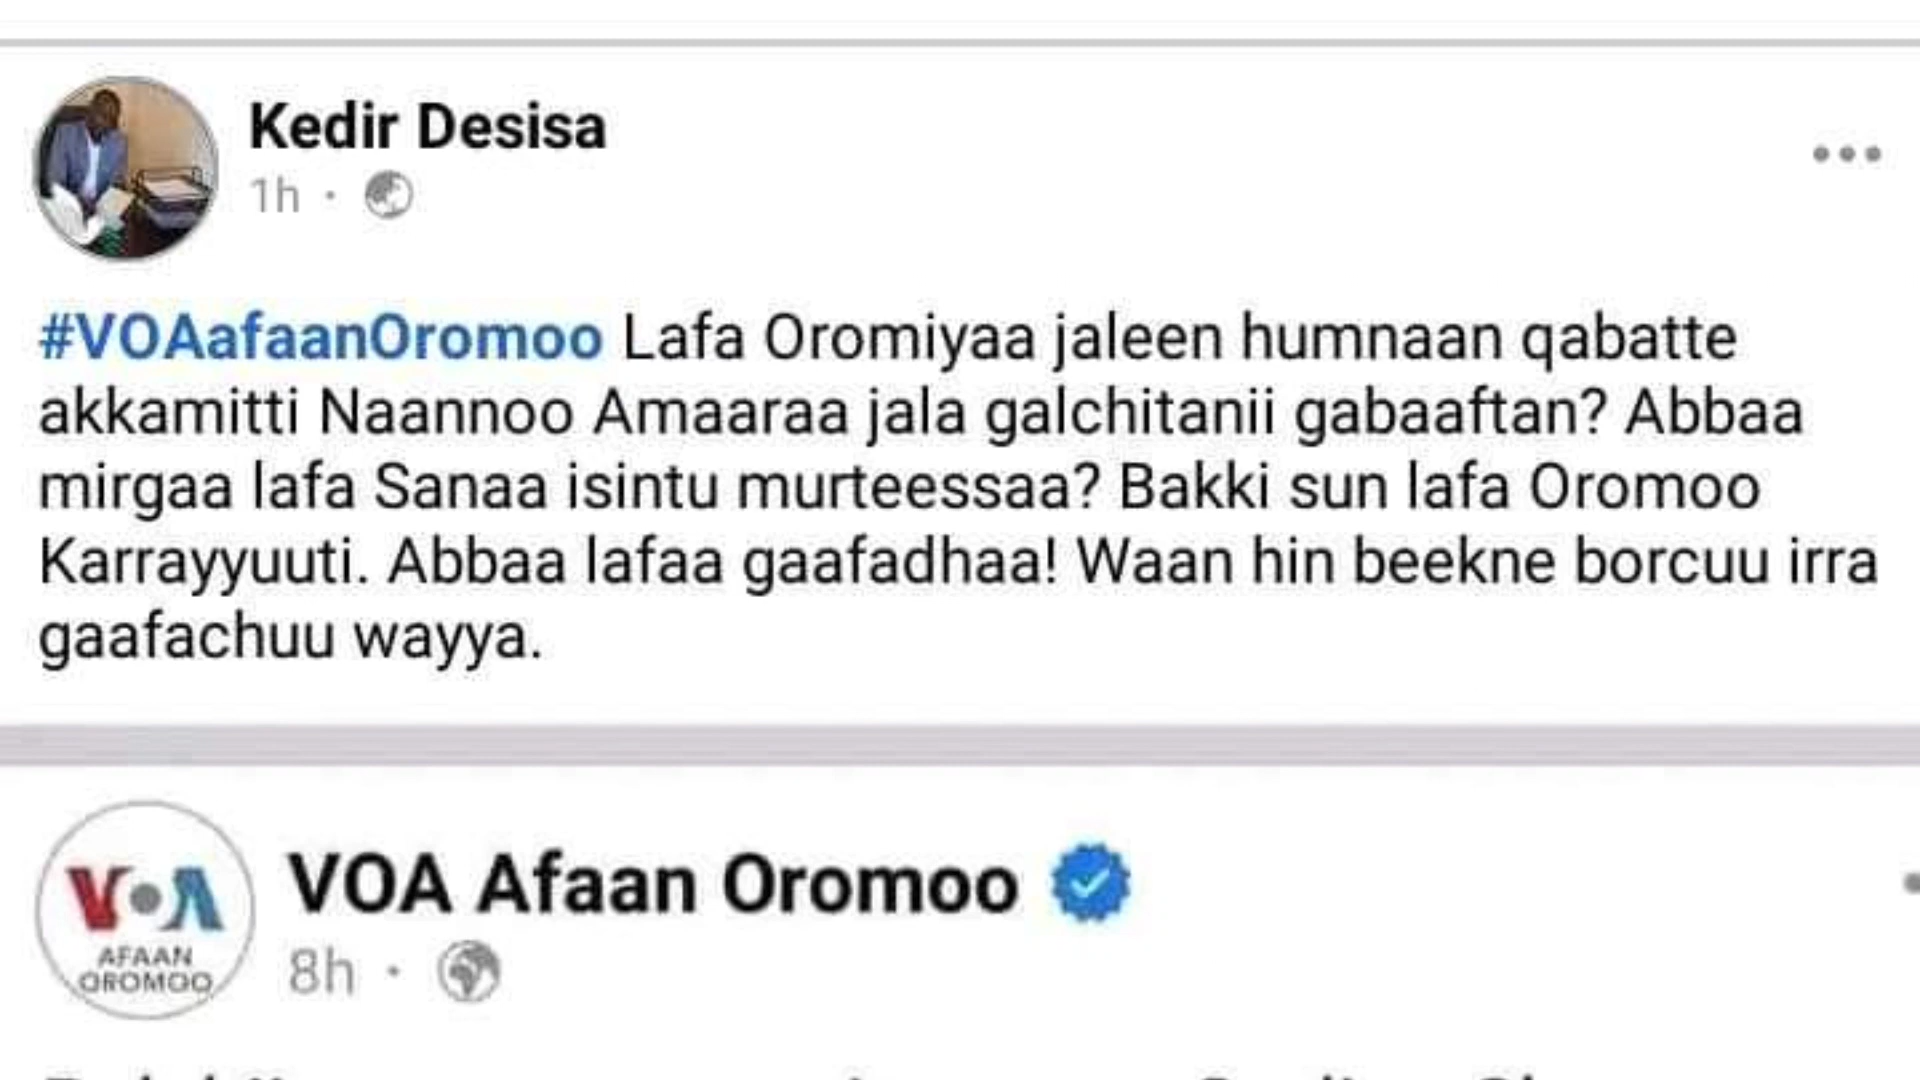 Kedir Desisa
1h ·
#VOAafaanOromoo Lafa Oromiyaa jaleen humnaan qabatte
akkamitti Naannoo Amaaraa jala galchitanii gabaaftan? Abbaa
mirgaa lafa Sanaa isintu murteessaa? Bakki sun lafa Oromoo
Karrayyuuti. Abbaa lafaa gaafadhaa! Waan hin beekne borcuu irra
gaafachuu wayya.
VOA
AFAAN
OROMOO
VOA Afaan Oromoo
8h ·